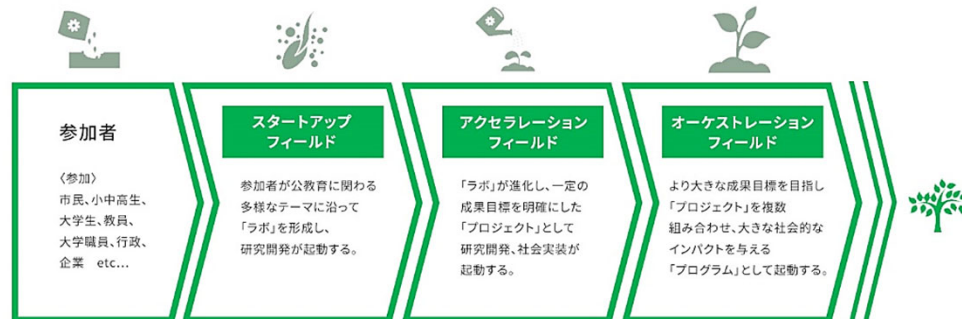 参加者
〈参加〉
市民、小中高生、
大学生、教員、
大学職員、行政、
企業　etc...
スタートアップ
フィールド
参加者が公教育に関わる
多様なテーマに沿って
「ラボ」を形成し、
研究開発が起動する。
アクセラレーション
フィールド
「ラボ」が進化し、一定の
成果目標を明確にした
「プロジェクト」として
研究開発、社会実装が
起動する。
オーケストレーション
フィールド
より大きな成果目標を目指し
「プロジェクト」を複数
組み合わせ、大きな社会的な
インパクトを与える
「プログラム」として起動する。